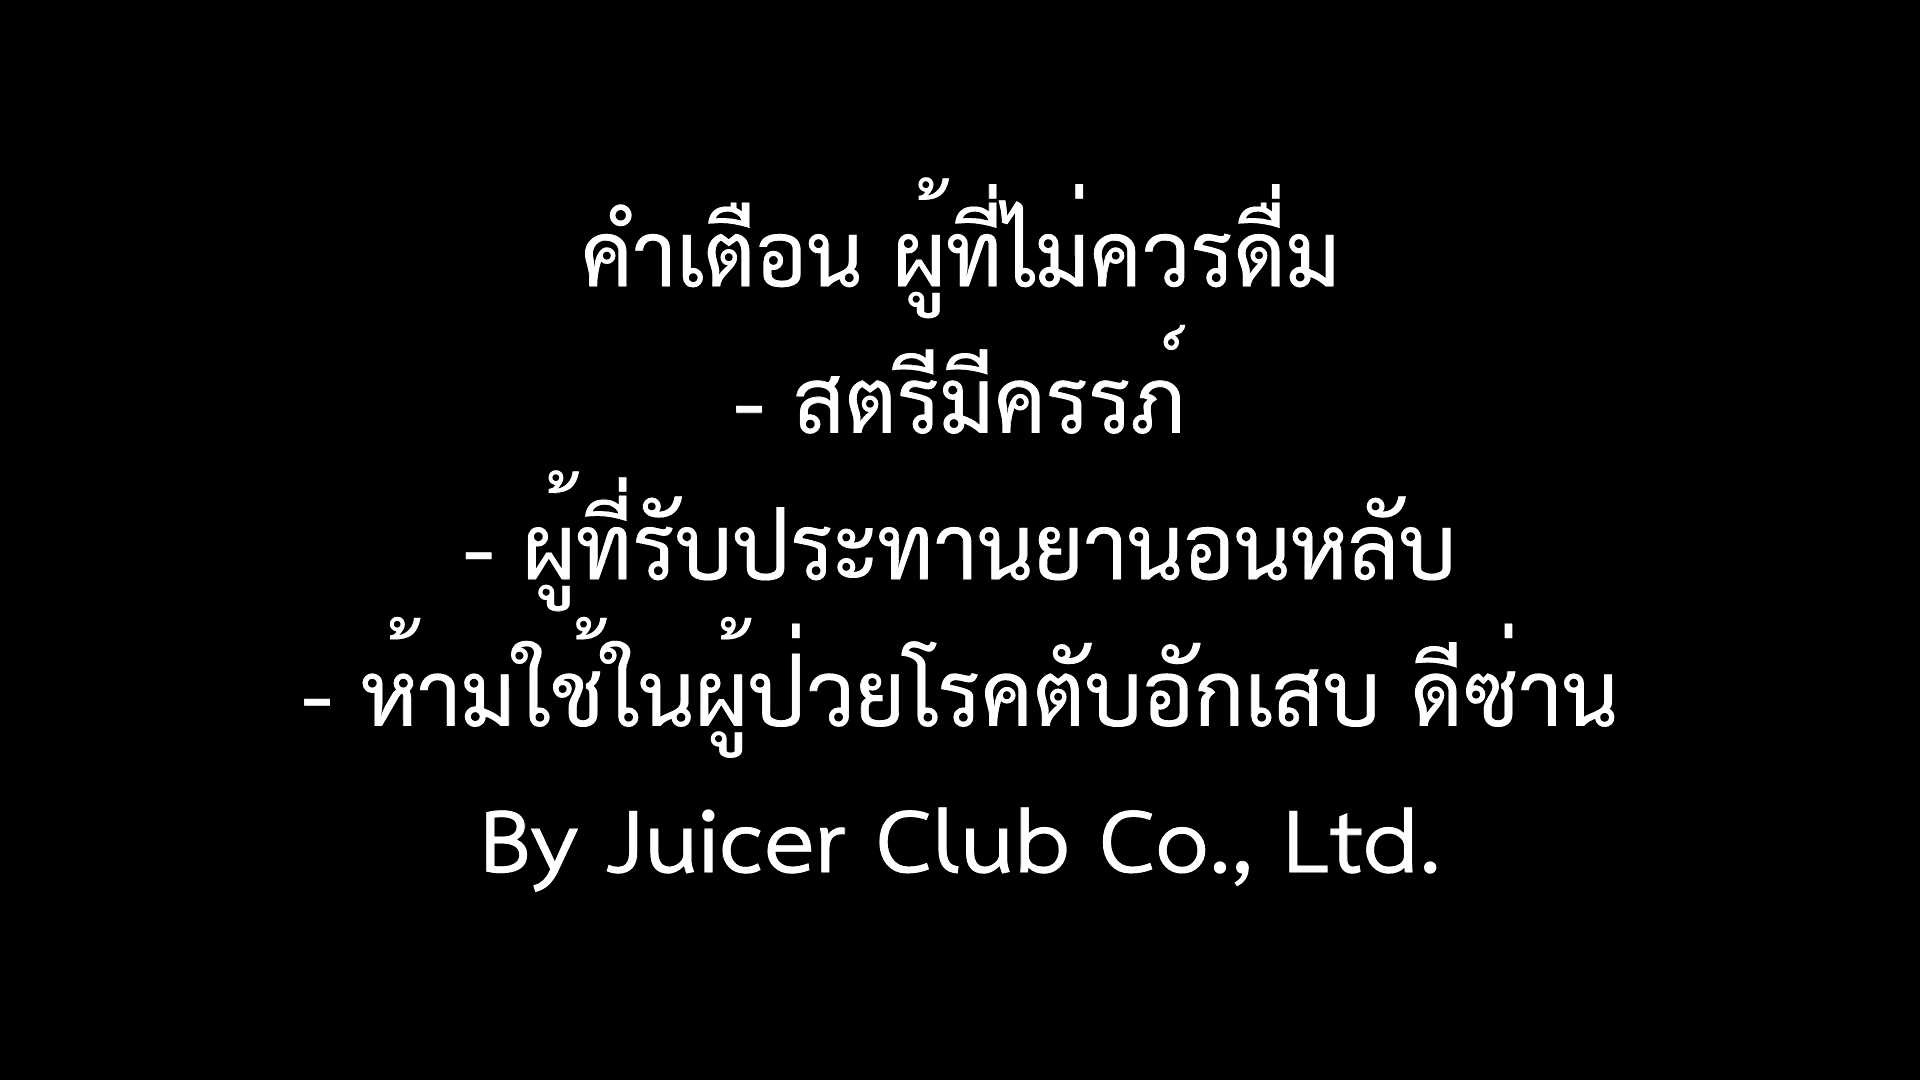 คำเตือน ผู้ที่ไม่ควรดื่ม
- สตรีมีครรภ์
- ผู้ที่รับประทานยานอนหลับ
- ห้ามใช้ในผู้ป่วยโรคตับอักเสบ ดีซ่าน
By Juicer Club Co., Ltd.